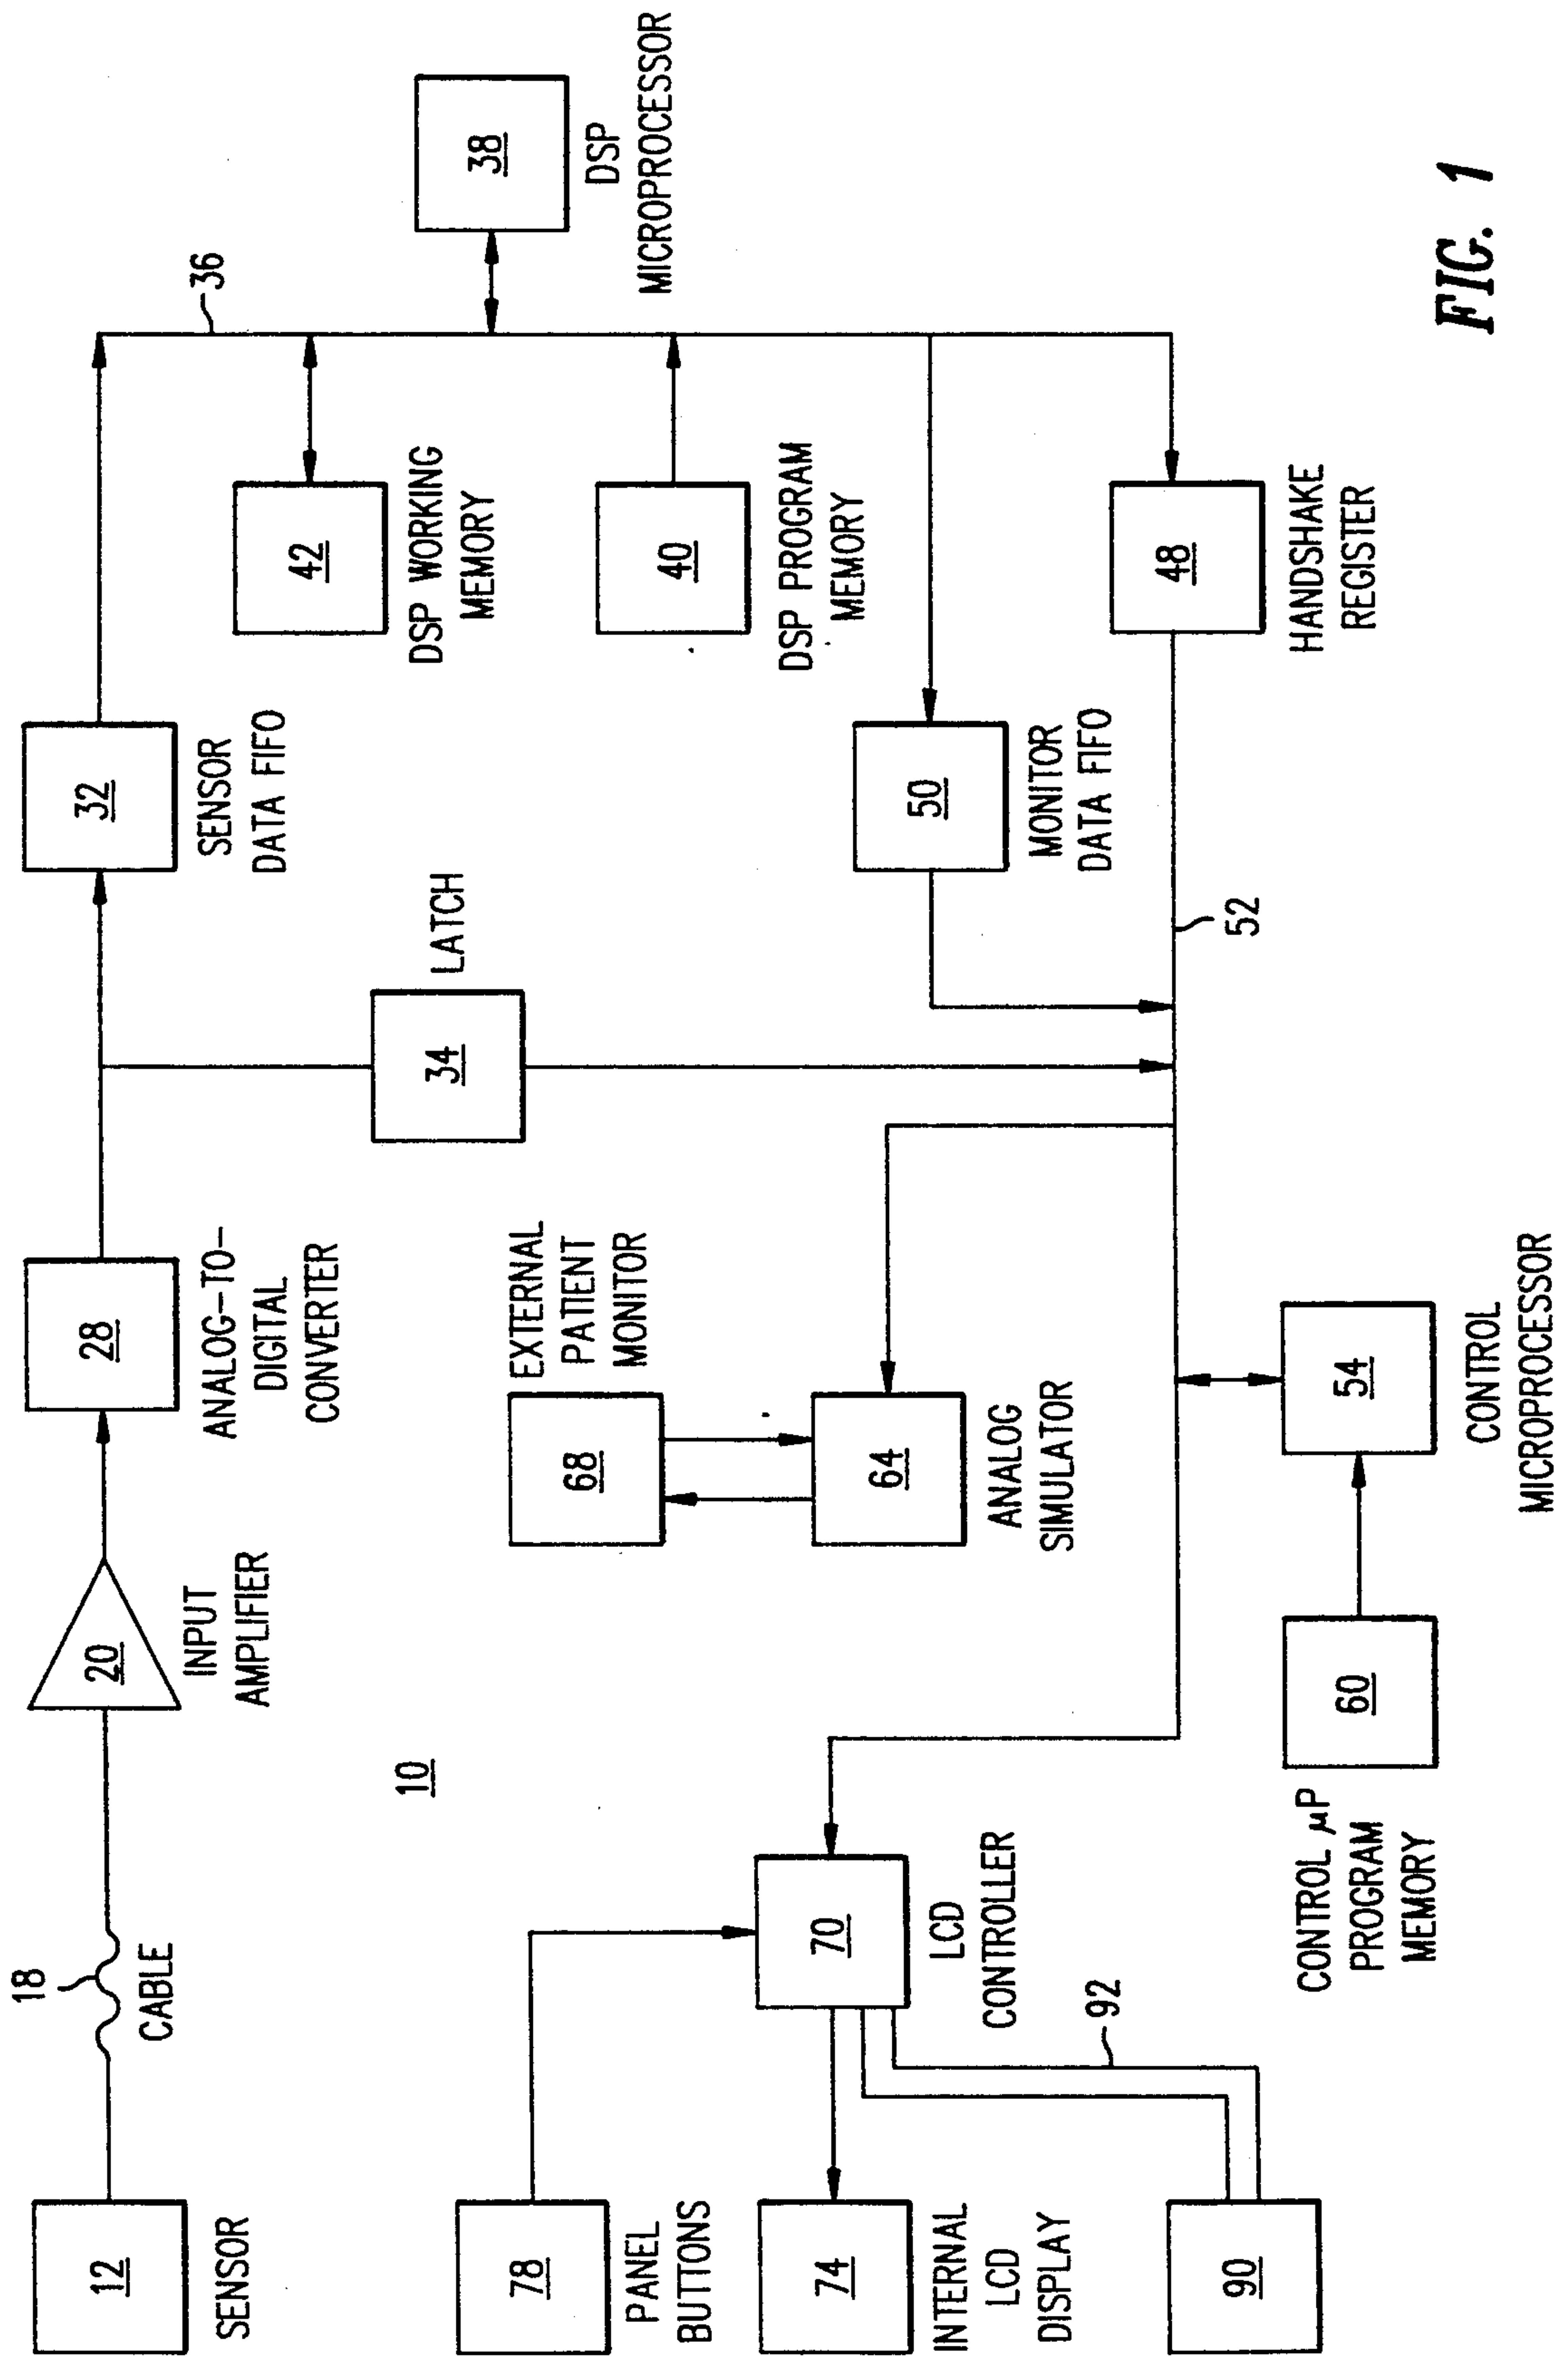 12
SENSOR
18
CABLE
20
INPUT
AMPLIFIER
28
ANALOG-TO-
DIGITAL
CONVERTER
32
SENSOR
DATA FIFO
36
38
DSP
MICROPROCESSOR
42
DSP WORKING
MEMORY
40
DSP PROGRAM
MEMORY
34
LATCH
50
MONITOR
DATA FIFO
48
HANDSHAKE
REGISTER
52
10
68
EXTERNAL
PATIENT
MONITOR
64
ANALOG
SIMULATOR
54
CONTROL
MICROPROCESSOR
60
CONTROL μP
PROGRAM
MEMORY
70
LCD
CONTROLLER
78
PANEL
BUTTONS
74
INTERNAL
LCD
DISPLAY
90
92
FIG. 1